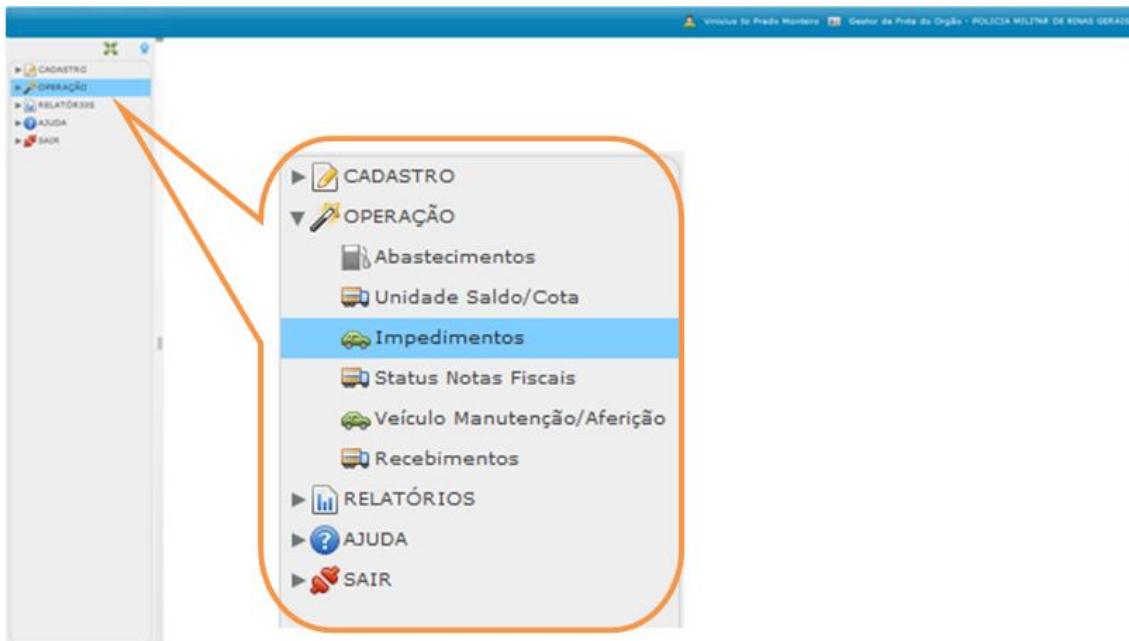 Vinicius do Prado Monteiro Gestor de Frota do Orgão - POLICIA MILITAR DE MINAS GERAIS
CADASTRO
OPERAÇÃO
RELATÓRIOS
AJUDA
SAIR
CADASTRO
OPERAÇÃO
Abastecimentos
Unidade Saldo/Cota
Impedimentos
Status Notas Fiscais
Veículo Manutenção/Aferição
Recebimentos
RELATÓRIOS
AJUDA
SAIR